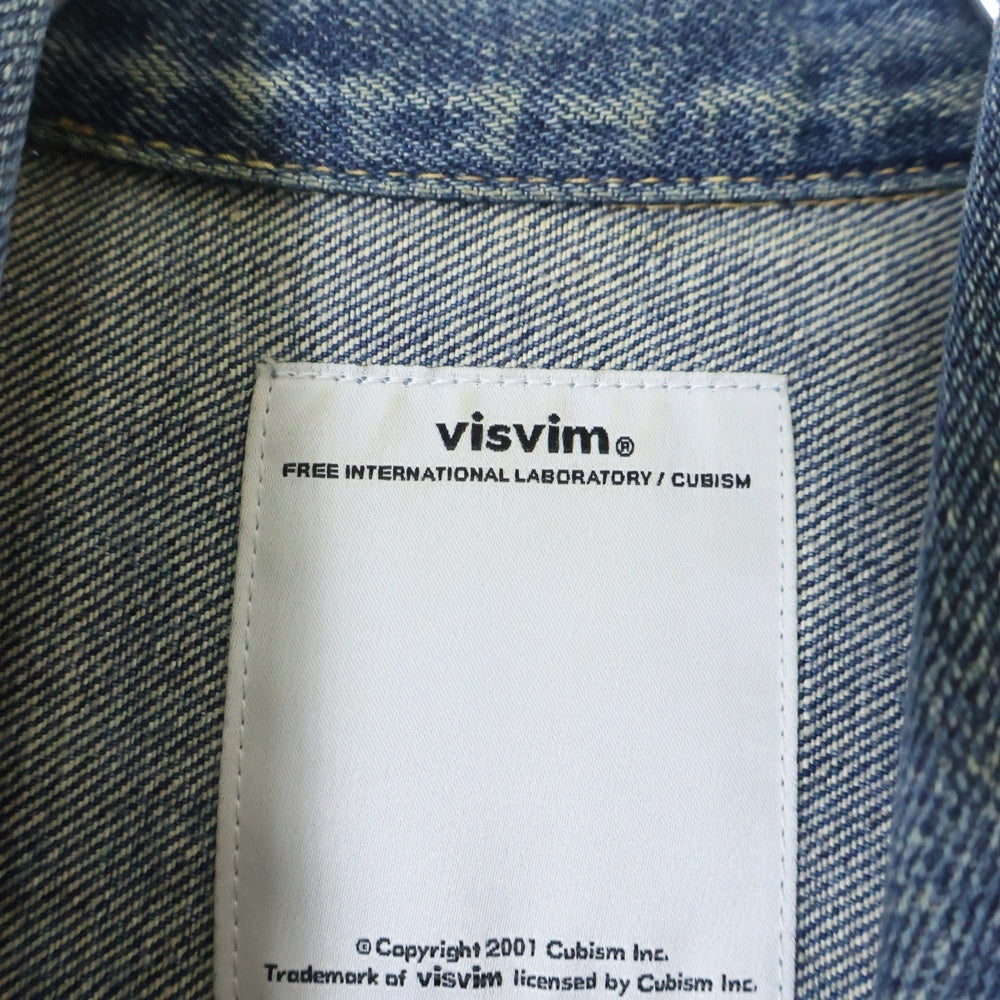 visvim®
FREE INTERNATIONAL LABORATORY / CUBISM
© Copyright 2001 Cubism Inc.
Trademark of visvim licensed by Cubism Inc.